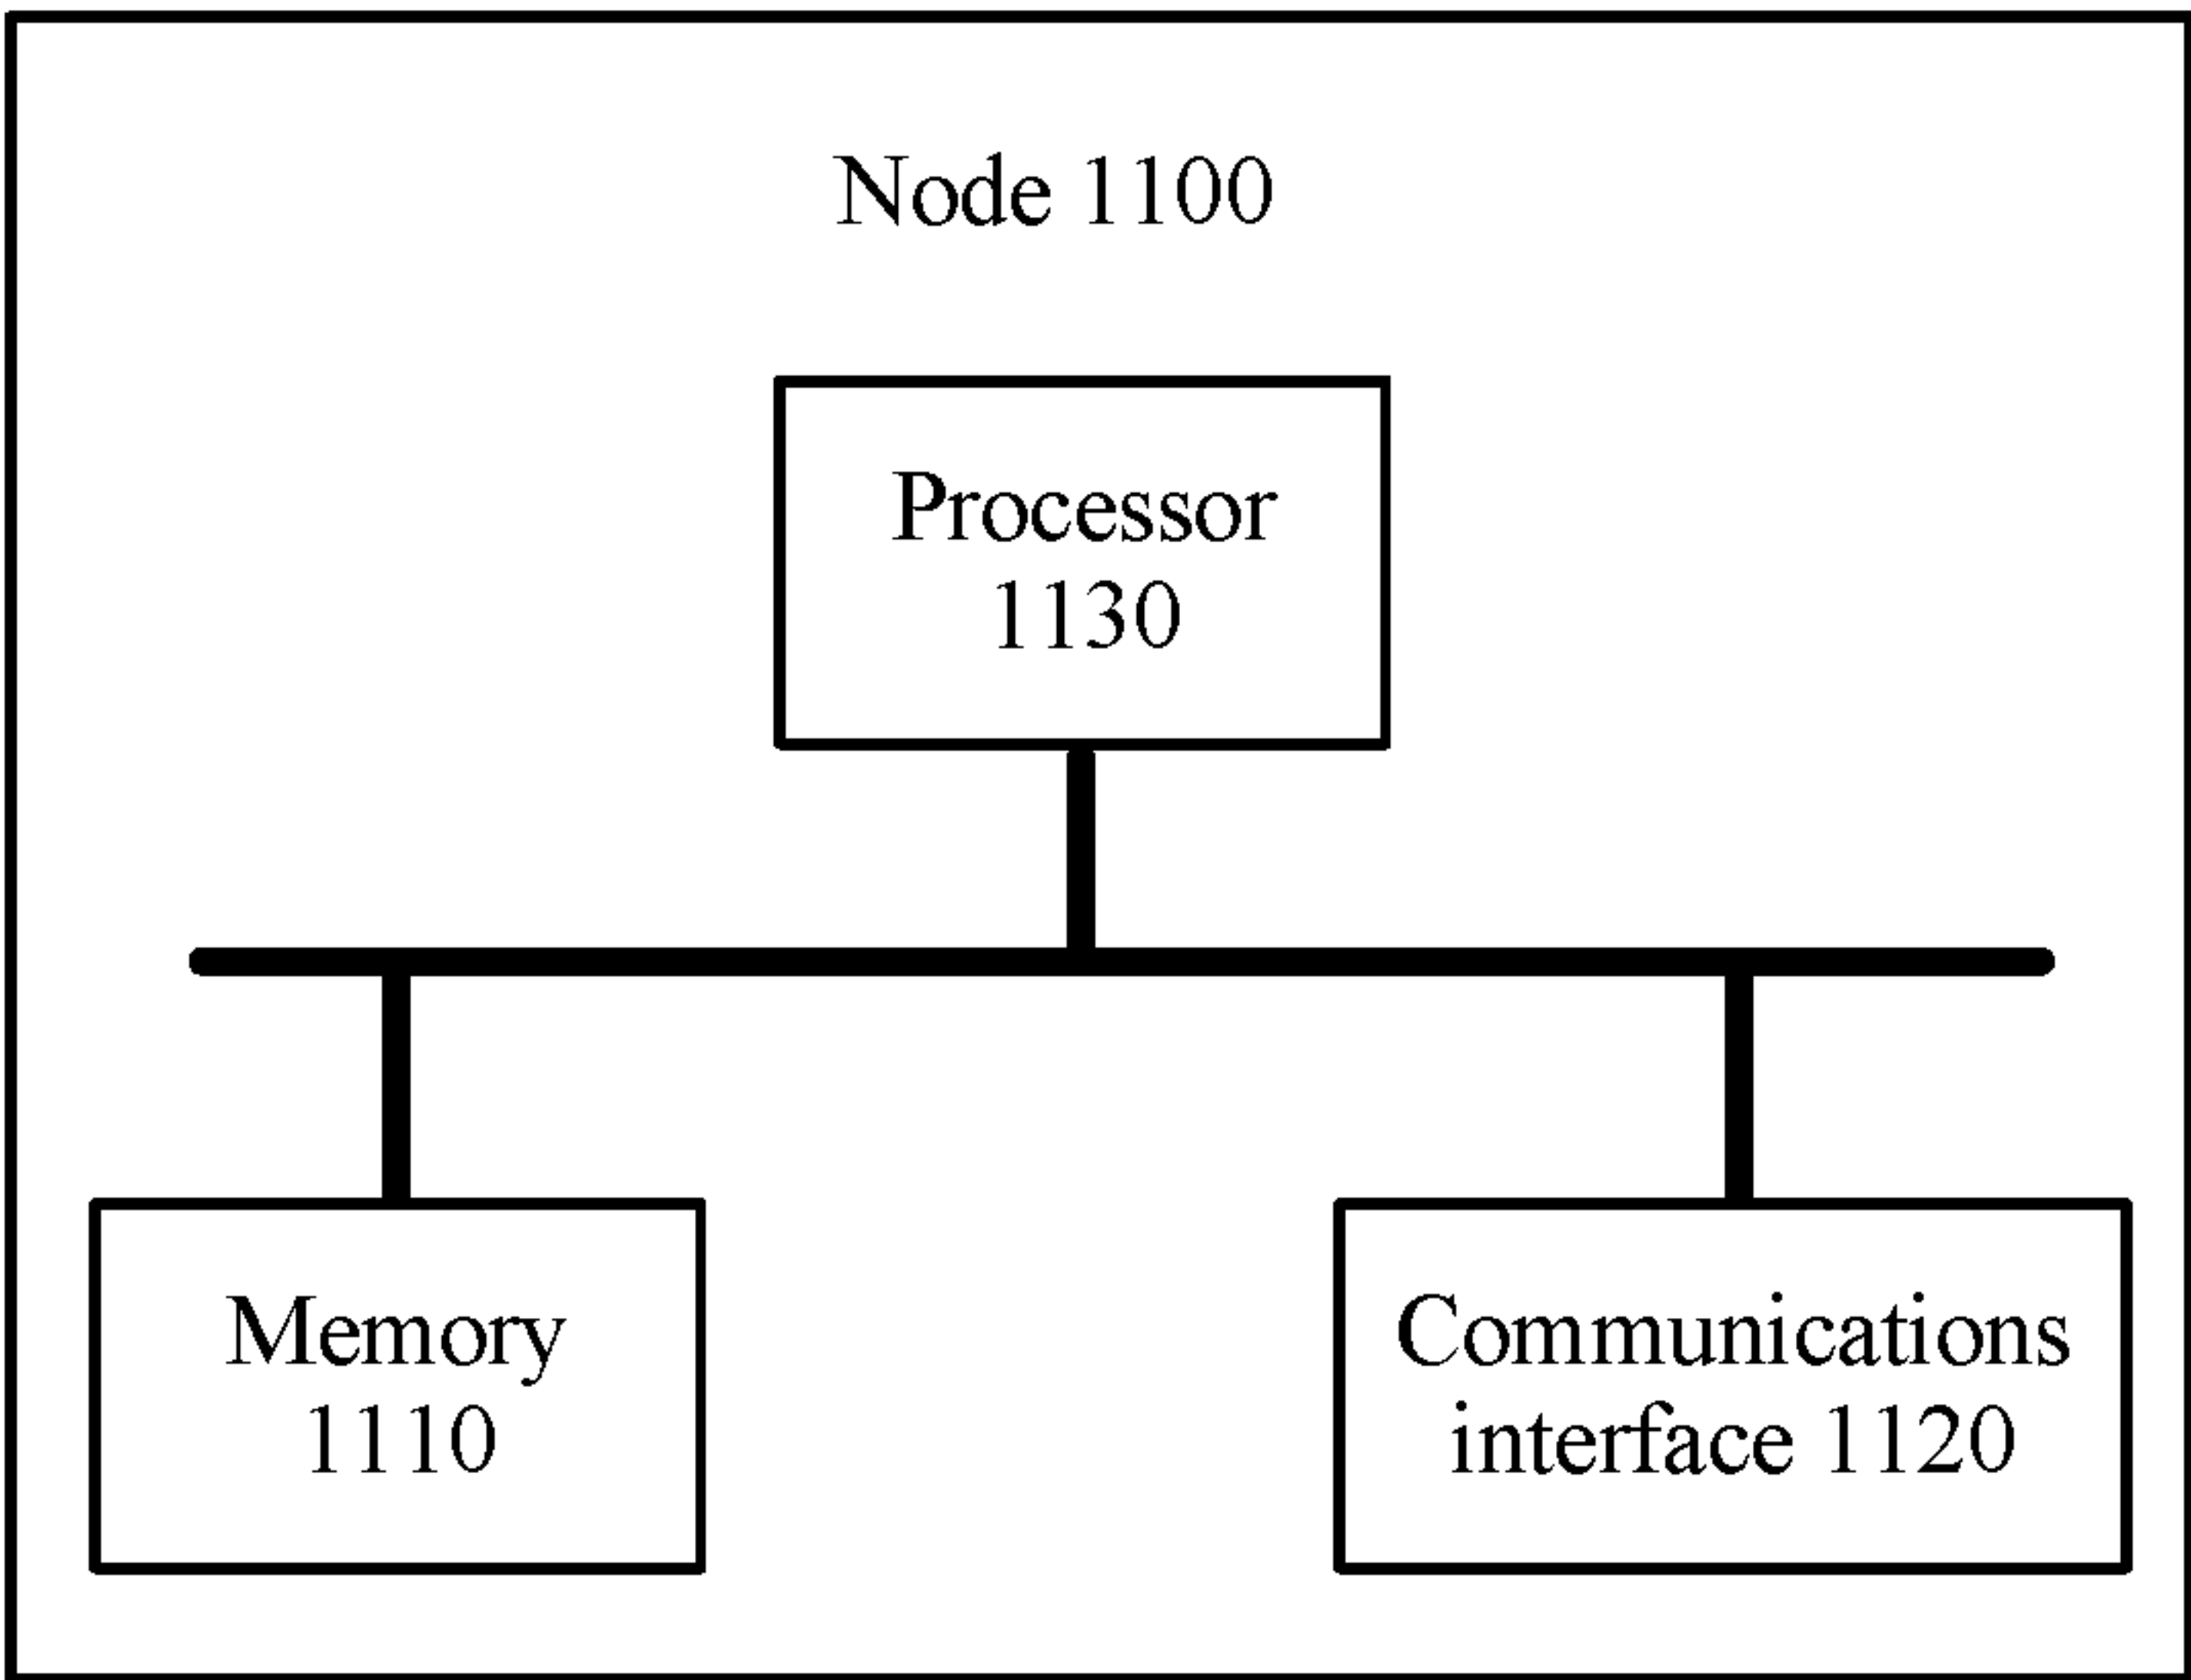 Node 1100
Processor
1130
Memory
1110
Communications
interface 1120